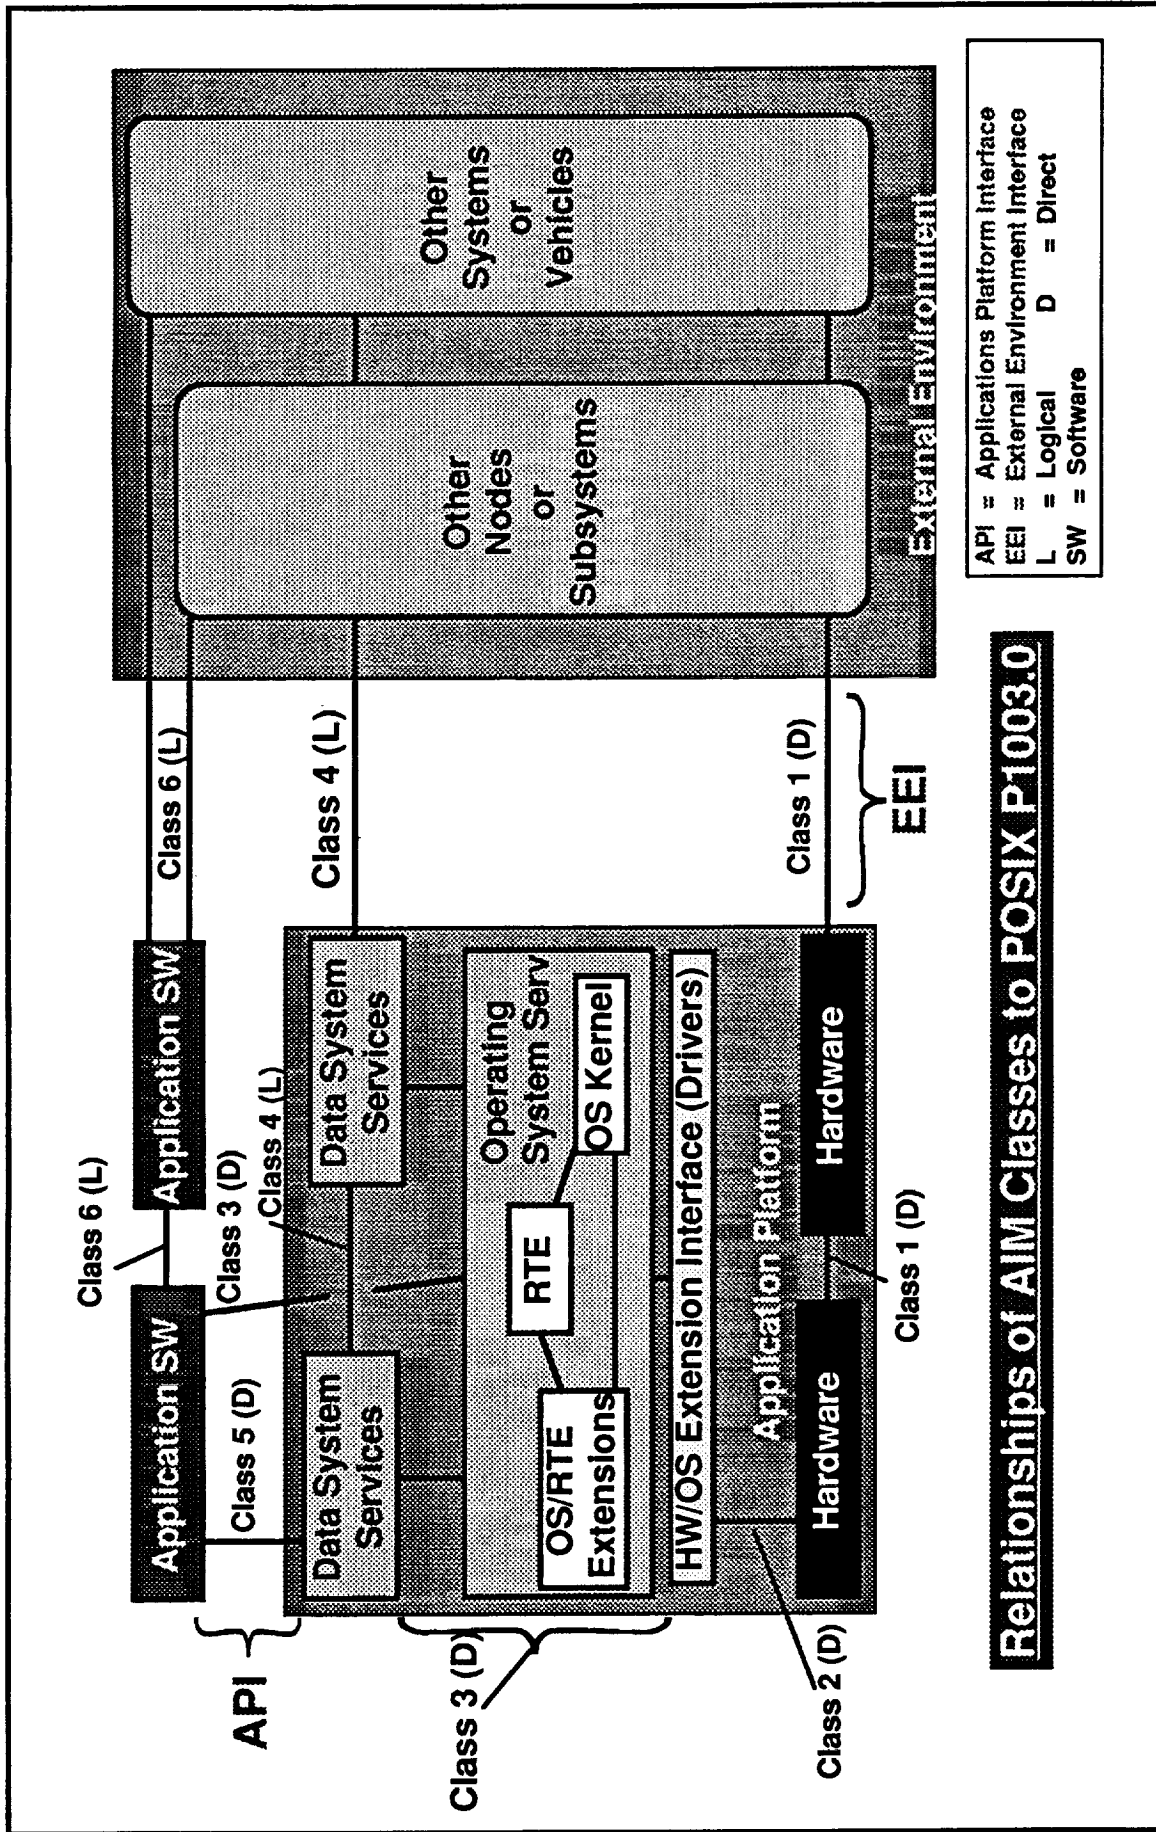 Class 6 (L)
Application SW
Application SW
Class 6 (L)
Class 3 (D)
Class 4 (L)
Class 5 (D)
API
Data System
Services
Data System
Services
Class 4 (L)
Class 3 (D)
Operating
System Serv
OS/RTE
Extensions
RTE
OS Kernel
HW/OS Extension Interface (Drivers)
Application Platform
Class 2 (D)
Hardware
Hardware
Class 1 (D)
Class 1 (D)
EEI
Other
Nodes
or
Subsystems
Other
Systems
or
Vehicles
External Environment
API = Applications Platform Interface
EEI = External Environment Interface
L = Logical D = Direct
SW = Software
Relationships of AIM Classes to POSIX P1003.0